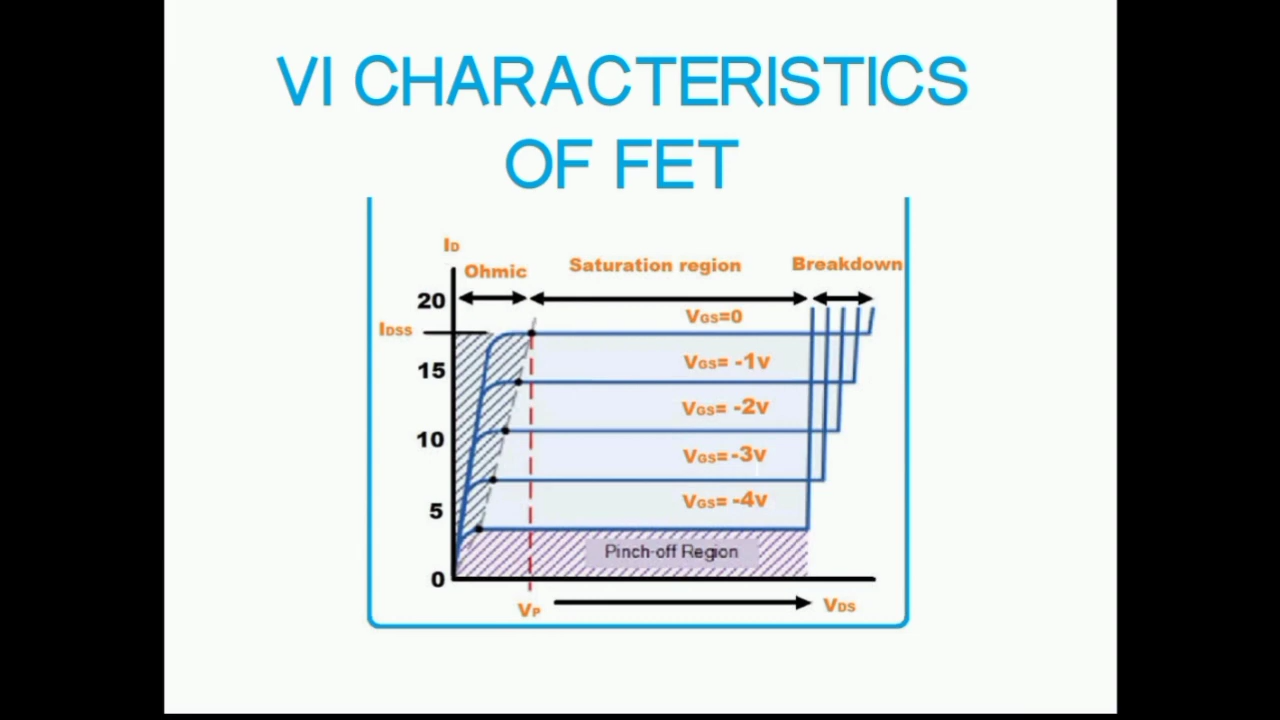 VI CHARACTERISTICS
OF FET
ID
Ohmic
Saturation region
Breakdown
20
VGS=0
IDSS
VGS= -1v
15
VGS= -2v
10
VGS= -3v
VGS= -4v
5
Pinch-off Region
0
VP
VDS